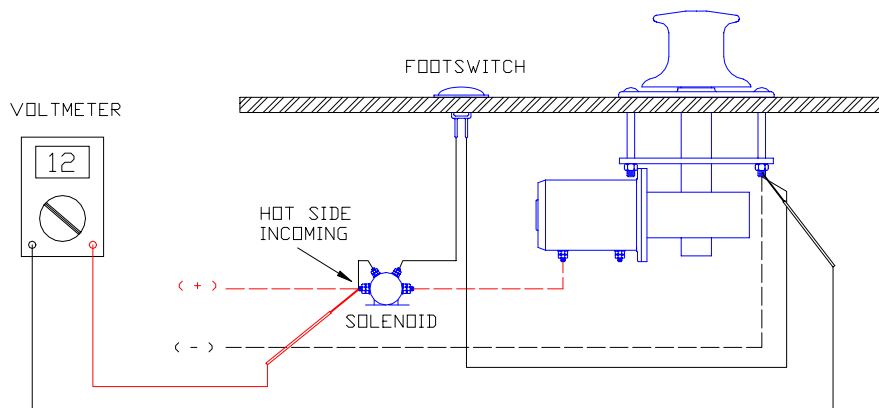 FOOTSWITCH
VOLTMETER
12
HOT SIDE
INCOMING
(+)
SOLENOID
(-)